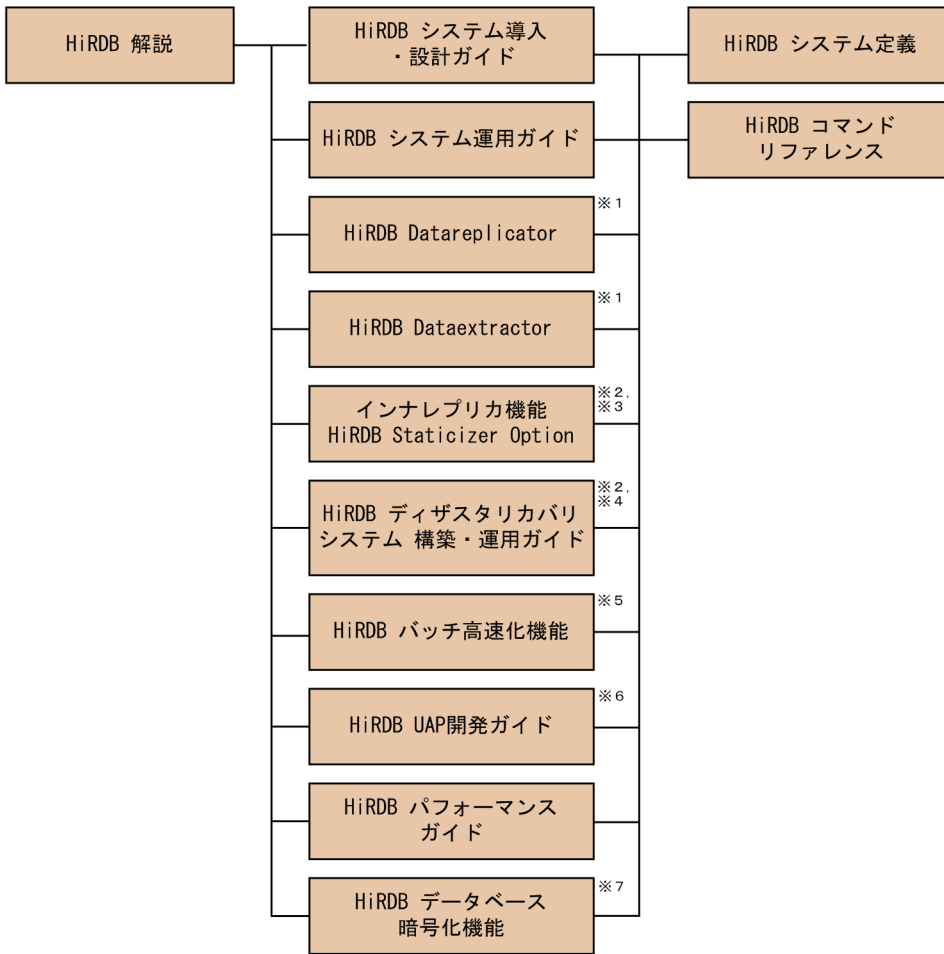 HiRDB 解説
HiRDB システム導入
・設計ガイド
HiRDB システム定義
HiRDB システム運用ガイド
HiRDB コマンド
リファレンス
HiRDB Datareplicator
※1
HiRDB Dataextractor
※1
インナレプリカ機能
HiRDB Staticizer Option
※2,
※3
HiRDB ディザスタリカバリ
システム 構築・運用ガイド
※2,
※4
HiRDB バッチ高速化機能
※5
HiRDB UAP開発ガイド
※6
HiRDB パフォーマンス
ガイド
HiRDB データベース
暗号化機能
※7